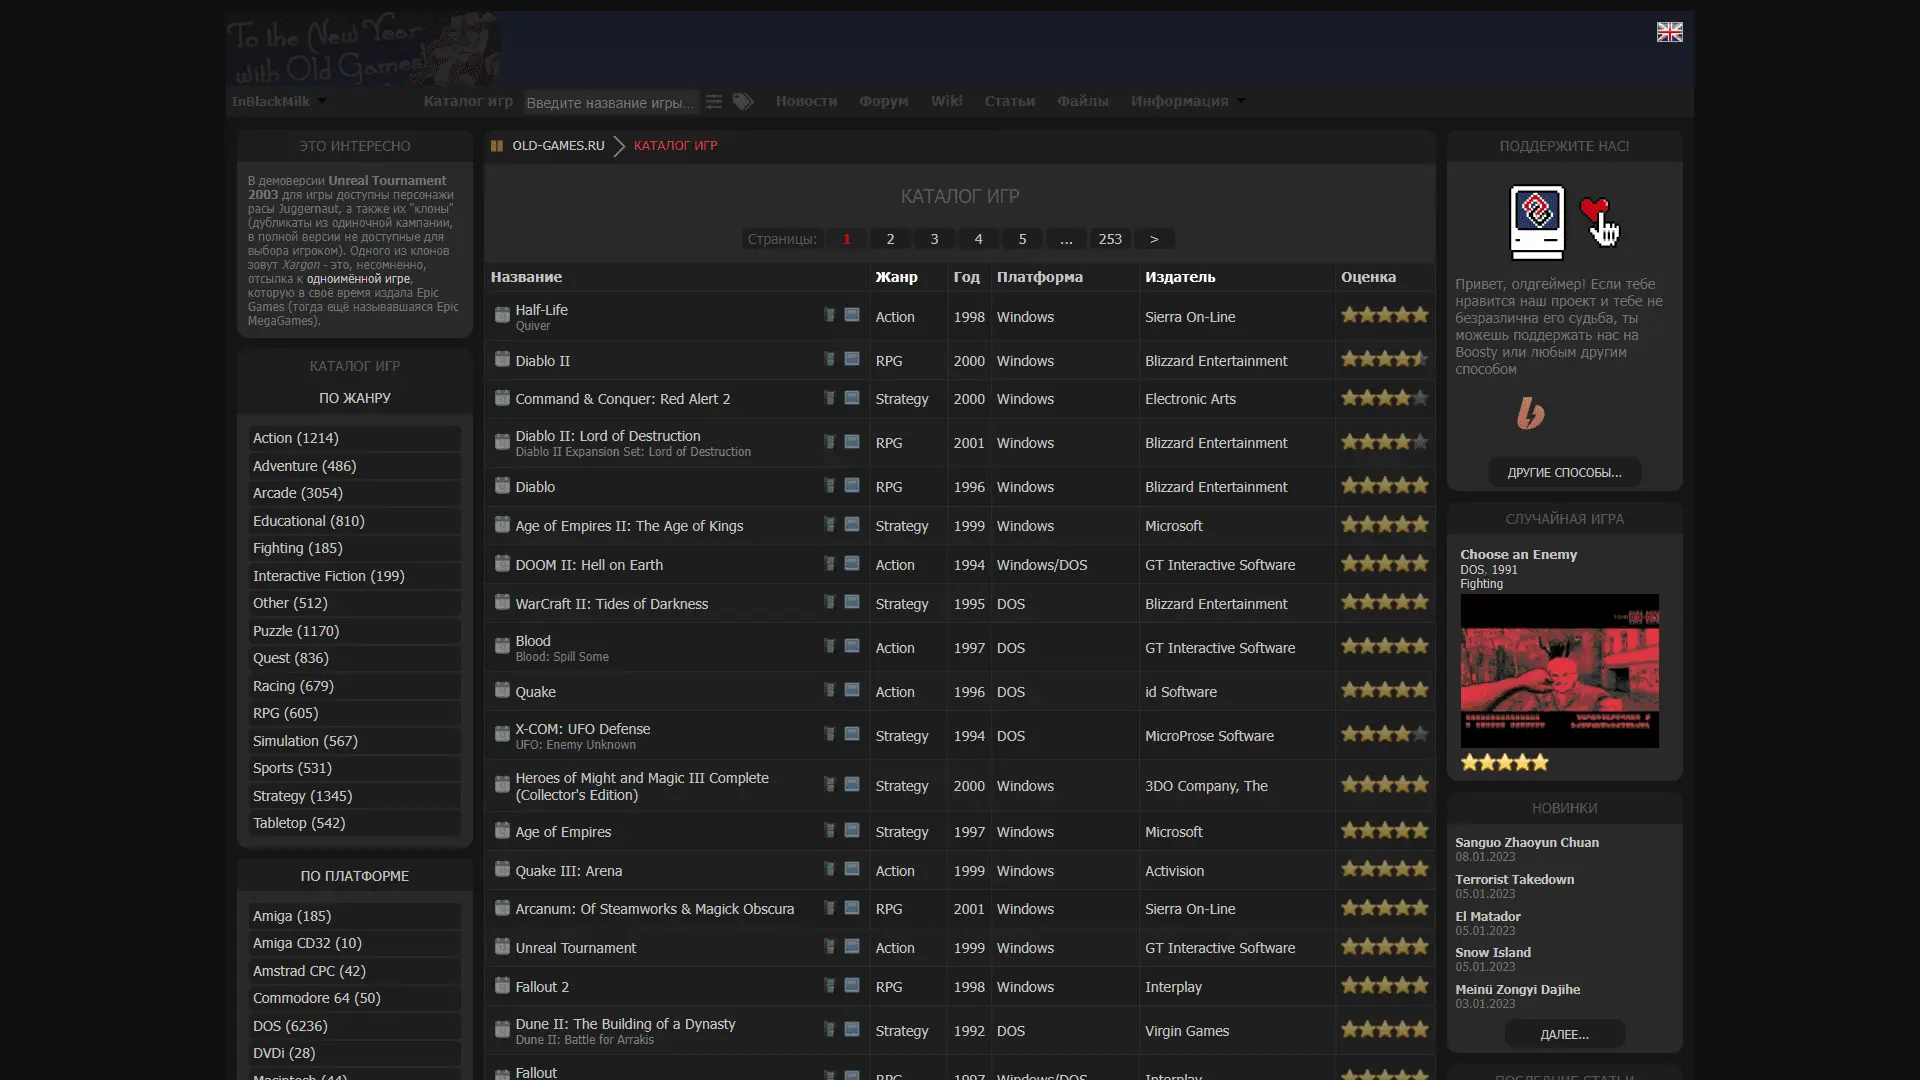 To the New Year
with Old Games!
InBlackMilk
Каталог игр
Введите название игры...
Новости
Форум
Wiki
Статьи
Файлы
Информация
ЭТО ИНТЕРЕСНО
В демоверсии Unreal Tournament
2003 для игры доступны персонажи
расы Juggernaut, а также их "клоны"
(дубликаты из одиночной кампании,
в полной версии не доступные для
выбора игроком). Одного из клонов
зовут Xargon - это, несомненно,
отсылка к одноимённой игре,
которую в своё время издала Epic
Games (тогда ещё называвшаяся Epic
MegaGames).
КАТАЛОГ ИГР
ПО ЖАНРУ
Action (1214)
Adventure (486)
Arcade (3054)
Educational (810)
Fighting (185)
Interactive Fiction (199)
Other (512)
Puzzle (1170)
Quest (836)
Racing (679)
RPG (605)
Simulation (567)
Sports (531)
Strategy (1345)
Tabletop (542)
ПО ПЛАТФОРМЕ
Amiga (185)
Amiga CD32 (10)
Amstrad CPC (42)
Commodore 64 (50)
DOS (6236)
DVDi (28)
Macintosh (44)
OLD-GAMES.RU
КАТАЛОГ ИГР
КАТАЛОГ ИГР
Страницы: 1 2 3 4 5 ... 253 >
Название Жанр Год Платформа Издатель Оценка
Half-Life Action 1998 Windows Sierra On-Line
Quiver
Diablo II RPG 2000 Windows Blizzard Entertainment
Command & Conquer: Red Alert 2 Strategy 2000 Windows Electronic Arts
Diablo II: Lord of Destruction RPG 2001 Windows Blizzard Entertainment
Diablo II Expansion Set: Lord of Destruction
Diablo RPG 1996 Windows Blizzard Entertainment
Age of Empires II: The Age of Kings Strategy 1999 Windows Microsoft
DOOM II: Hell on Earth Action 1994 Windows/DOS GT Interactive Software
WarCraft II: Tides of Darkness Strategy 1995 DOS Blizzard Entertainment
Blood Action 1997 DOS GT Interactive Software
Blood: Spill Some
Quake Action 1996 DOS id Software
X-COM: UFO Defense Strategy 1994 DOS MicroProse Software
UFO: Enemy Unknown
Heroes of Might and Magic III Complete
(Collector's Edition) Strategy 2000 Windows 3DO Company, The
Age of Empires Strategy 1997 Windows Microsoft
Quake III: Arena Action 1999 Windows Activision
Arcanum: Of Steamworks & Magick Obscura RPG 2001 Windows Sierra On-Line
Unreal Tournament Action 1999 Windows GT Interactive Software
Fallout 2 RPG 1998 Windows Interplay
Dune II: The Building of a Dynasty Strategy 1992 DOS Virgin Games
Dune II: Battle for Arrakis
Fallout RPG 1997 Windows/DOS Interplay
ПОДДЕРЖИТЕ НАС!
Привет, олдгеймер! Если тебе
нравится наш проект и тебе не
безразлична его судьба, ты
можешь поддержать нас на
Boosty или любым другим
способом
ДРУГИЕ СПОСОБЫ...
СЛУЧАЙНАЯ ИГРА
Choose an Enemy
DOS, 1991
Fighting
НОВИНКИ
Sanguo Zhaoyun Chuan
08.01.2023
Terrorist Takedown
05.01.2023
El Matador
05.01.2023
Snow Island
05.01.2023
Meinü Zongyi Dajihe
03.01.2023
ДАЛЕЕ...
ПОСЛЕДНИЕ СТАТЬИ